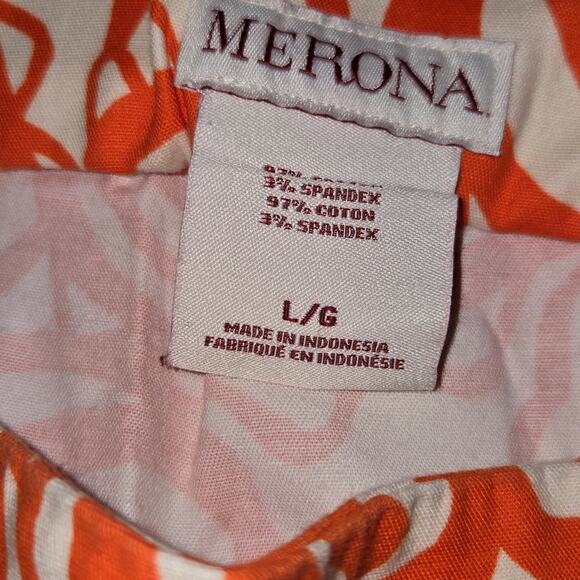 MERONA
3% SPANDEX
97% COTON
3% SPANDEX
L/G
MADE IN INDONESIA
FABRIQUÉ EN INDONÉSIE